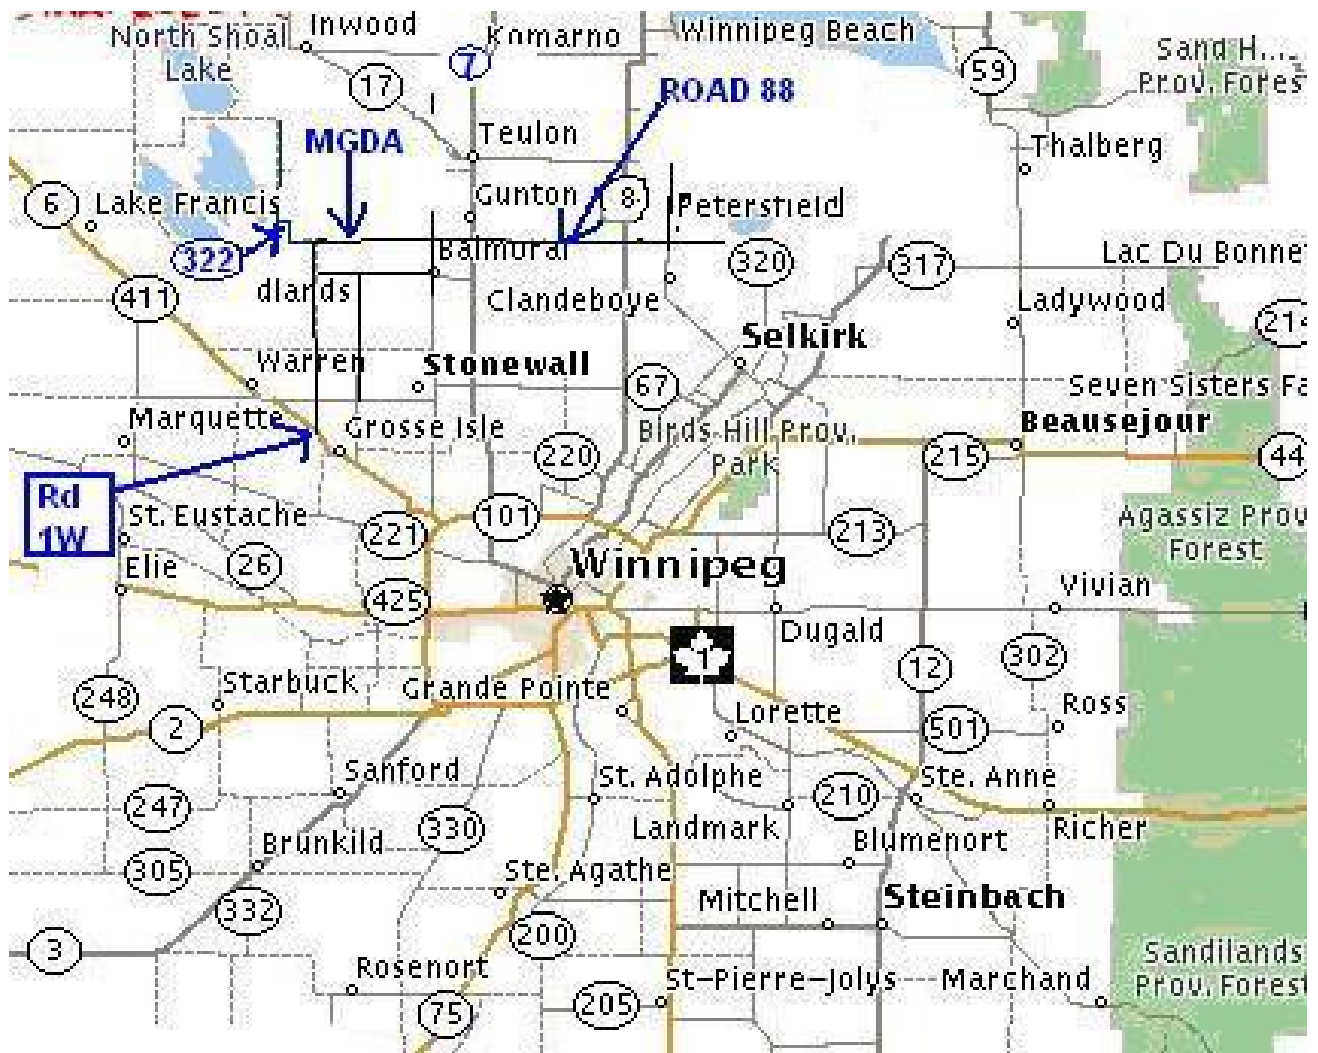 Inwood
Komarno
Winnipeg Beach
North Shoal
Lake
7
59
Sand H...
Prov. Fores
17
ROAD 88
MGDA
Teulon
Thalberg
6
Lake Francis
Gunton
8
Petersfield
322
Balmoral
320
317
Lac Du Bonne
411
dlands
Clandeboye
Ladywood
214
Selkirk
Warren
Stonewall
67
Seven Sisters Fa
Marquette
Grosse Isle
Birds Hill Prov.
Park
Beausejour
220
215
44
Rd
1W
St. Eustache
221
101
213
Agassiz Prov
Forest
Elie
26
Winnipeg
Vivian
425
Dugald
1
12
302
248
Starbuck
Grande Pointe
2
Lorette
501
Ross
Sanford
St. Adolphe
Ste. Anne
247
210
330
Landmark
Blumenort
Richer
Brunkild
305
Ste. Agathe
332
Mitchell
Steinbach
3
200
Rosenort
St-Pierre-Jolys
Marchand
Sandilands
Prov. Forest
75
205